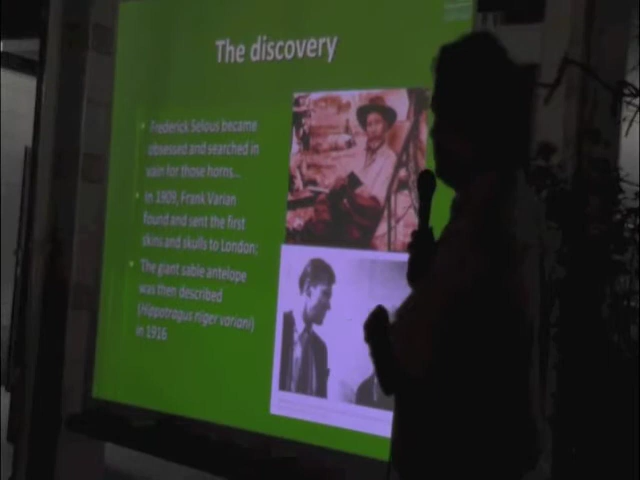 The discovery
• Frederick Selous became
obsessed and searched in
vain for those horns...
• In 1909, Frank Varian
found and sent the first
skins and skulls to London;
• The giant sable antelope
was then described
(Hippotragus niger variani)
in 1916